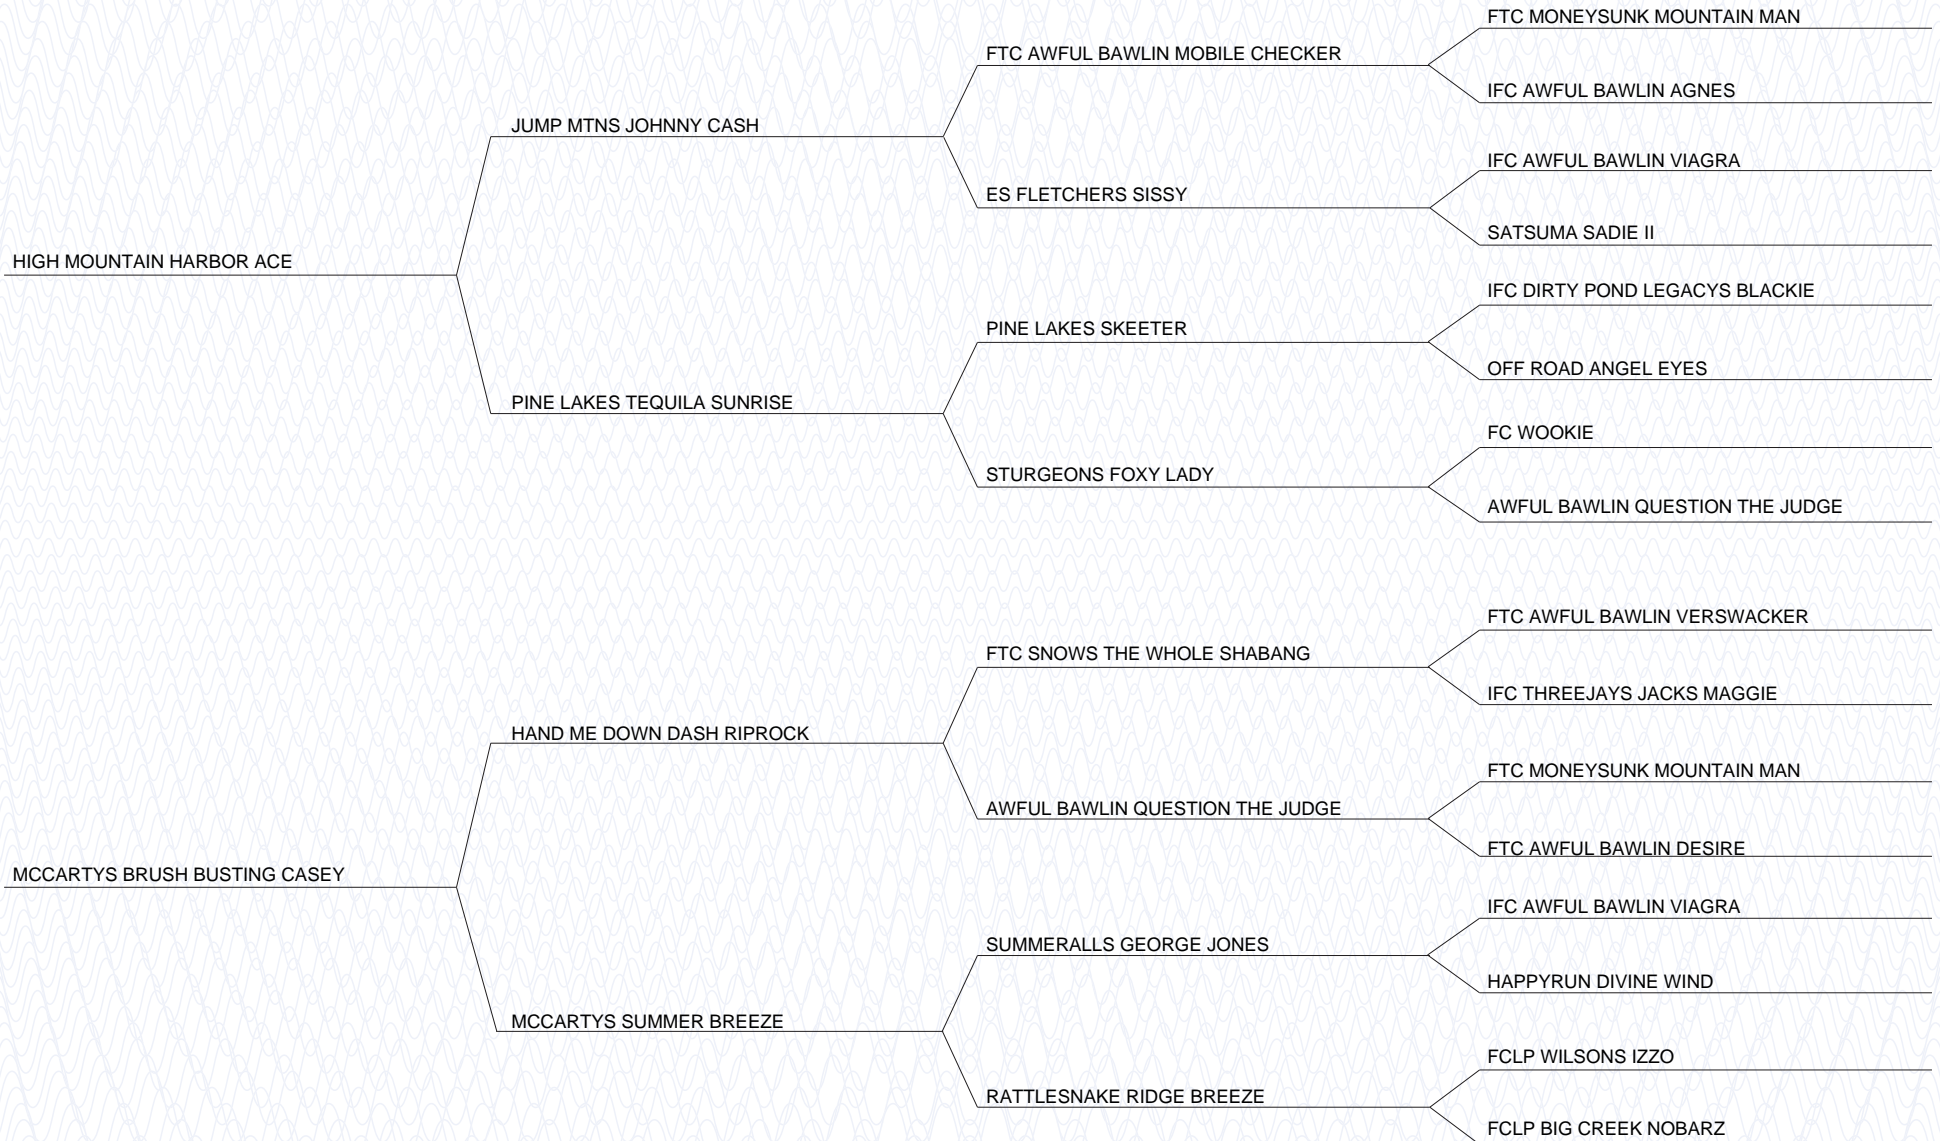 FTC MONEYSUNK MOUNTAIN MAN
FTC AWFUL BAWLIN MOBILE CHECKER
IFC AWFUL BAWLIN AGNES
JUMP MTNS JOHNNY CASH
IFC AWFUL BAWLIN VIAGRA
ES FLETCHERS SISSY
SATSUMA SADIE II
HIGH MOUNTAIN HARBOR ACE
IFC DIRTY POND LEGACYS BLACKIE
PINE LAKES SKEETER
OFF ROAD ANGEL EYES
PINE LAKES TEQUILA SUNRISE
FC WOOKIE
STURGEONS FOXY LADY
AWFUL BAWLIN QUESTION THE JUDGE
FTC AWFUL BAWLIN VERSWACKER
FTC SNOWS THE WHOLE SHABANG
IFC THREEJAYS JACKS MAGGIE
HAND ME DOWN DASH RIPROCK
FTC MONEYSUNK MOUNTAIN MAN
AWFUL BAWLIN QUESTION THE JUDGE
FTC AWFUL BAWLIN DESIRE
MCCARTYS BRUSH BUSTING CASEY
IFC AWFUL BAWLIN VIAGRA
SUMMERALLS GEORGE JONES
HAPPYRUN DIVINE WIND
MCCARTYS SUMMER BREEZE
FCLP WILSONS IZZO
RATTLESNAKE RIDGE BREEZE
FCLP BIG CREEK NOBARZ